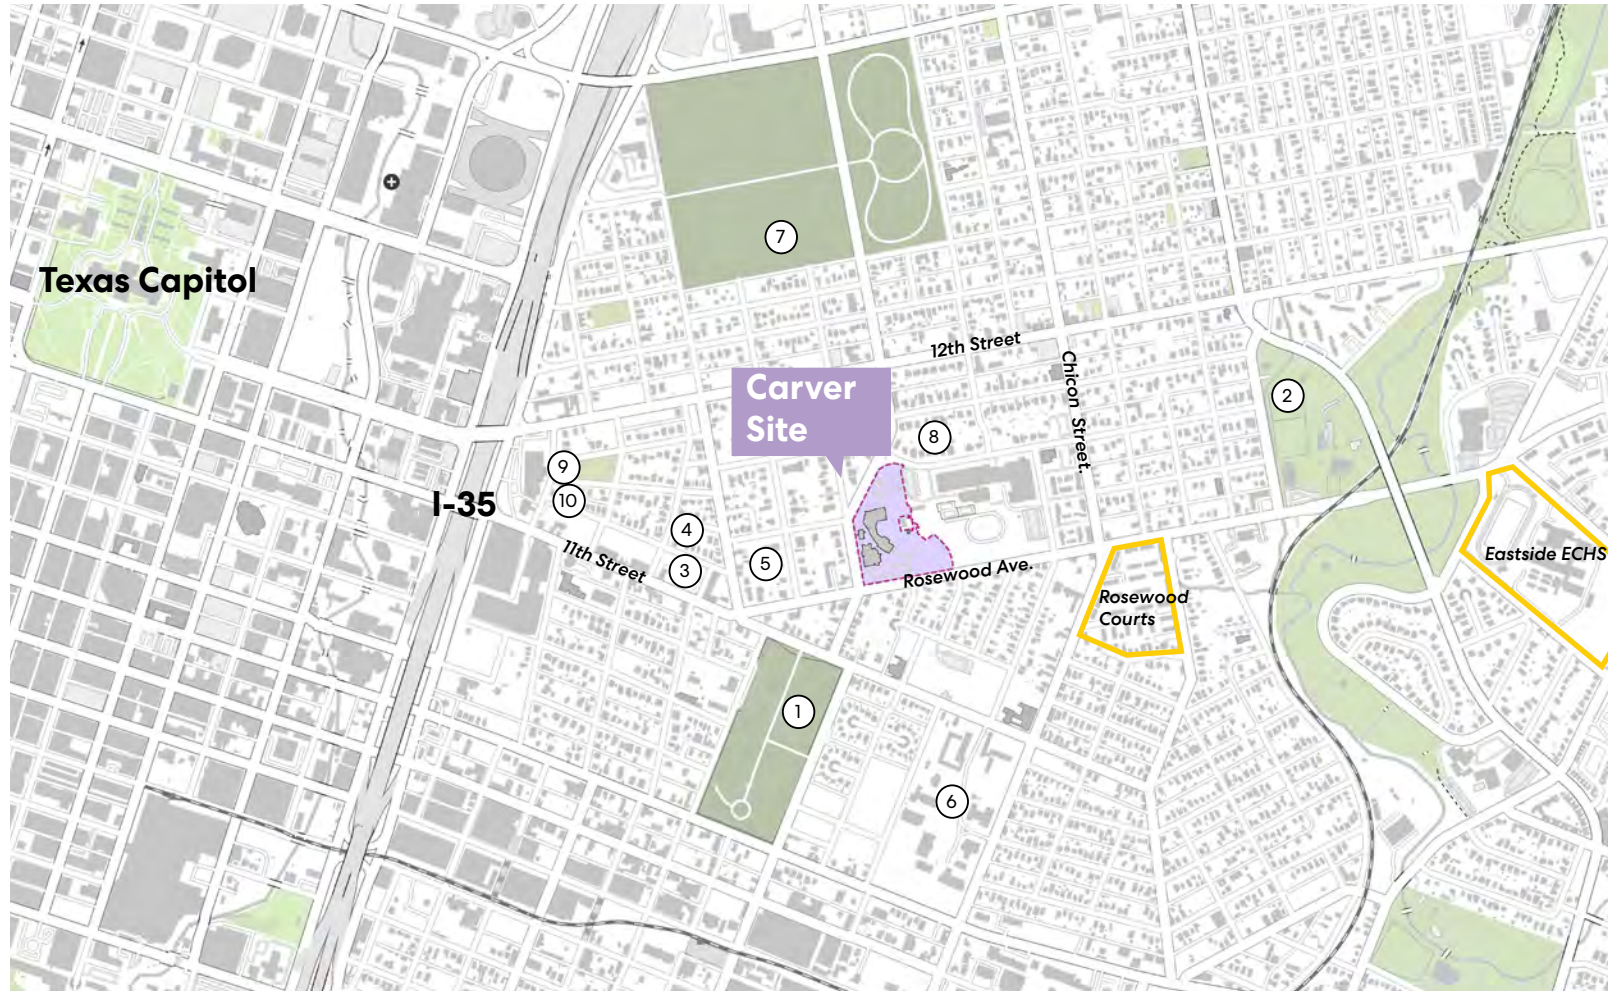 7
Texas Capitol
12th Street
Chicon Street.
Carver
Site
2
8
9
10
I-35
4
11th Street
3
5
Rosewood Ave.
Eastside ECHS
Rosewood
Courts
1
6